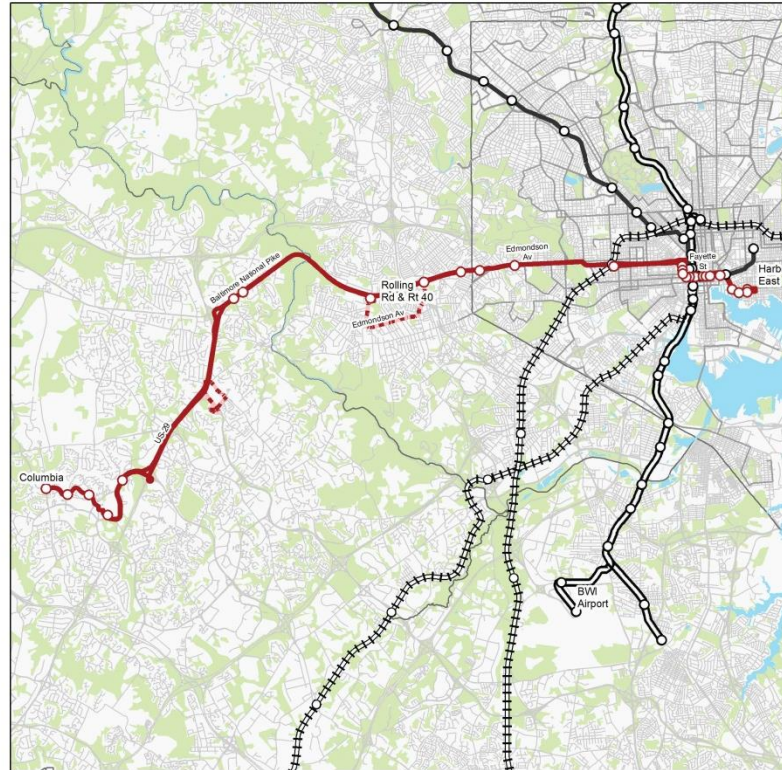 Edmondson
Av
Fayette
St
Harbo
East
Baltimore National Pike
Rolling
Rd & Rt 40
Edmondson Av
US-29
Columbia
BWI
Airport